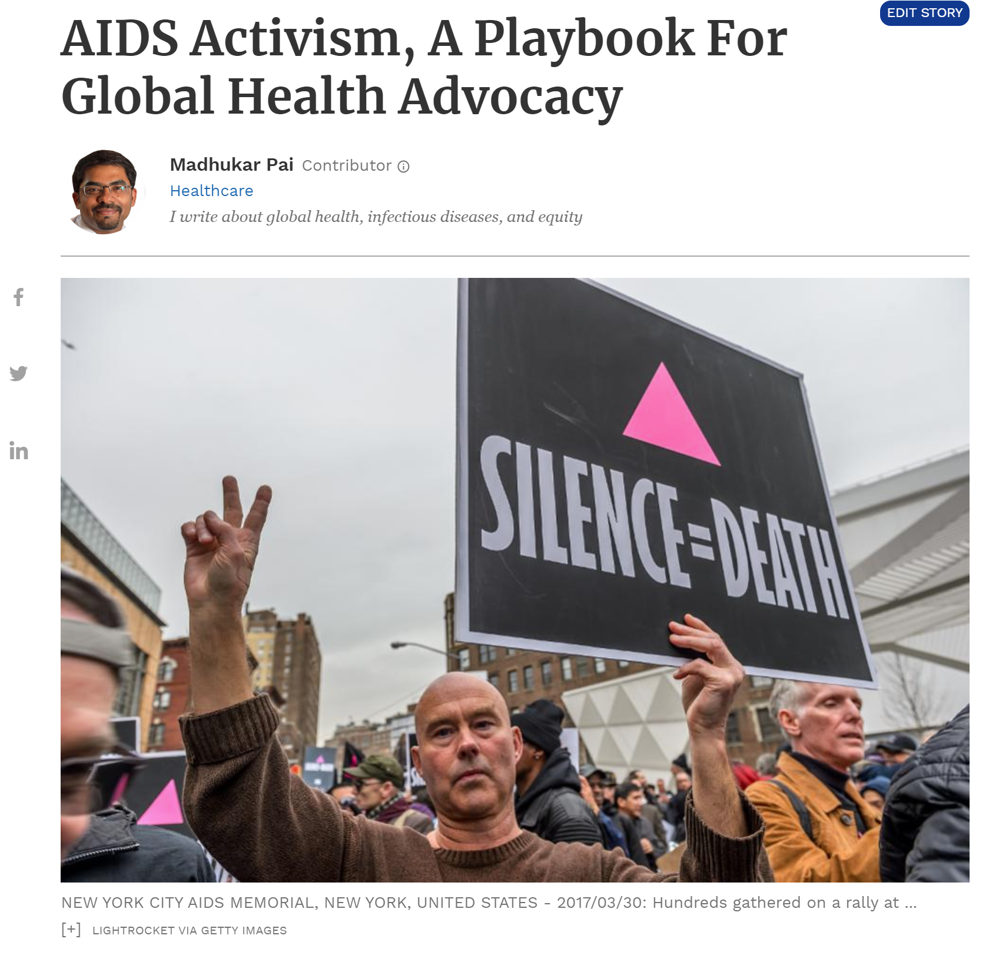 EDIT STORY
AIDS Activism, A Playbook For
Global Health Advocacy
Madhukar Pai Contributor
Healthcare
I write about global health, infectious diseases, and equity
SILENCE=DEATH
NEW YORK CITY AIDS MEMORIAL, NEW YORK, UNITED STATES - 2017/03/30: Hundreds gathered on a rally at ...
[+] LIGHTROCKET VIA GETTY IMAGES